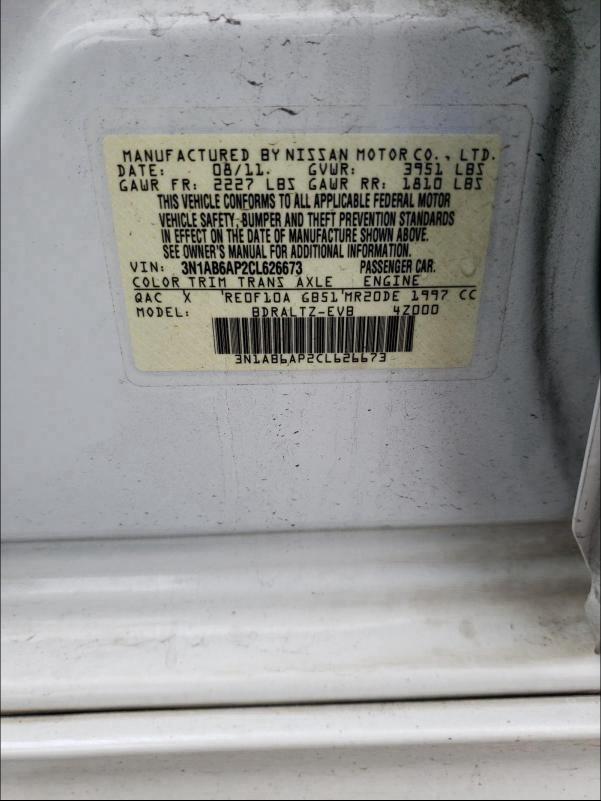 MANUFACTURED BY NISSAN MOTOR CO., LTD.
DATE: 08/11. GVWR: 3951 LBS
GAWR FR: 2227 LBS GAWR RR: 1810 LBS
THIS VEHICLE CONFORMS TO ALL APPLICABLE FEDERAL MOTOR
VEHICLE SAFETY, BUMPER AND THEFT PREVENTION STANDARDS
IN EFFECT ON THE DATE OF MANUFACTURE SHOWN ABOVE.
SEE OWNER'S MANUAL FOR ADDITIONAL INFORMATION.
VIN: 3N1AB6AP2CL626673 PASSENGER CAR.
COLOR TRIM TRANS AXLE ENGINE
QAC X RE0F10A GB51 MR20DE 1997 CC
MODEL: BDRALTZ-EVB 4Z000
3N1AB6AP2CL626673